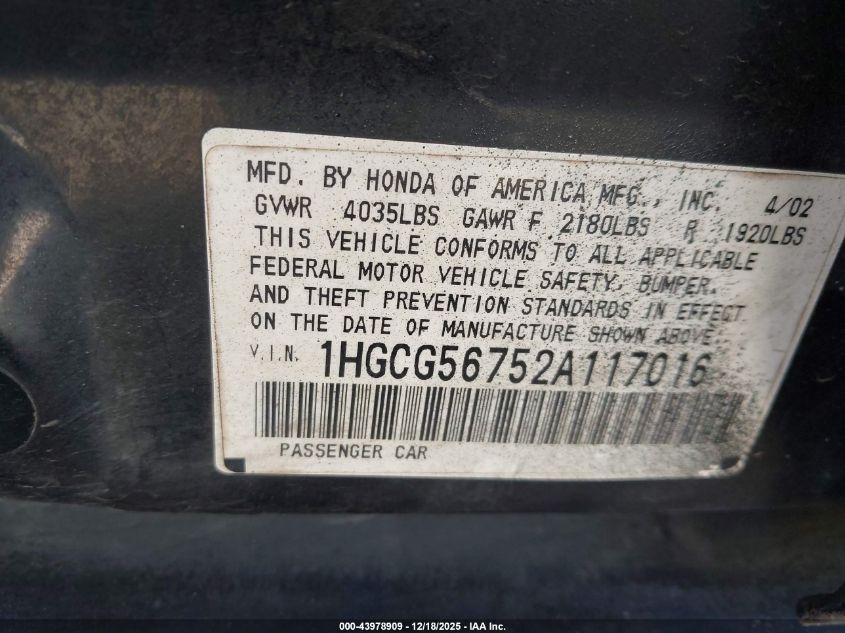 MFD. BY HONDA OF AMERICA MFG., INC. 4/02
GVWR 4035LBS GAWR F 2180LBS R 1920LBS
THIS VEHICLE CONFORMS TO ALL APPLICABLE
FEDERAL MOTOR VEHICLE SAFETY, BUMPER,
AND THEFT PREVENTION STANDARDS IN EFFECT
ON THE DATE OF MANUFACTURE SHOWN ABOVE.
V.I.N. 1HGCG56752A117016
PASSENGER CAR
000-43978909 - 12/18/2025 - IAA Inc.